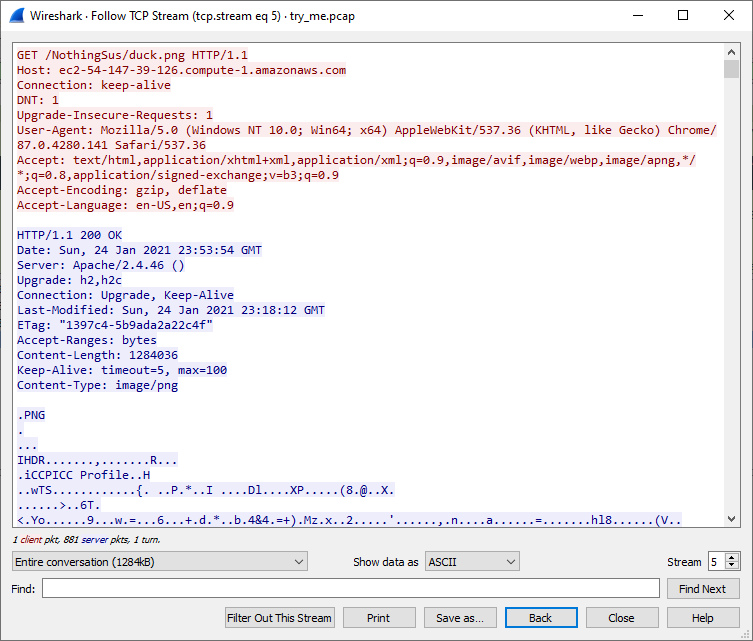 Wireshark · Follow TCP Stream (tcp.stream eq 5) · try_me.pcap
GET /NothingSus/duck.png HTTP/1.1
Host: ec2-54-147-39-126.compute-1.amazonaws.com
Connection: keep-alive
DNT: 1
Upgrade-Insecure-Requests: 1
User-Agent: Mozilla/5.0 (Windows NT 10.0; Win64; x64) AppleWebKit/537.36 (KHTML, like Gecko) Chrome/
87.0.4280.141 Safari/537.36
Accept: text/html,application/xhtml+xml,application/xml;q=0.9,image/avif,image/webp,image/apng,*/
*;q=0.8,application/signed-exchange;v=b3;q=0.9
Accept-Encoding: gzip, deflate
Accept-Language: en-US,en;q=0.9
HTTP/1.1 200 OK
Date: Sun, 24 Jan 2021 23:53:54 GMT
Server: Apache/2.4.46 ()
Upgrade: h2,h2c
Connection: Upgrade, Keep-Alive
Last-Modified: Sun, 24 Jan 2021 23:18:12 GMT
ETag: "1397c4-5b9ada2a22c4f"
Accept-Ranges: bytes
Content-Length: 1284036
Keep-Alive: timeout=5, max=100
Content-Type: image/png
.PNG
.
...
IHDR.......,.......R...
.iCCPICC Profile..H
..wTS............{. ..P.*..I ....Dl....XP.....(8.@..X.
......>..6T.
<.Yo......9...w.=...6...+.d.*..b.4&4.=+).Mz.x..2.....'......,.n....a......=.......hl8......(V..
1 client pkt, 881 server pkts, 1 turn.
Entire conversation (1284kB)
Show data as
ASCII
Stream
5
Find:
Find Next
Filter Out This Stream
Print
Save as...
Back
Close
Help